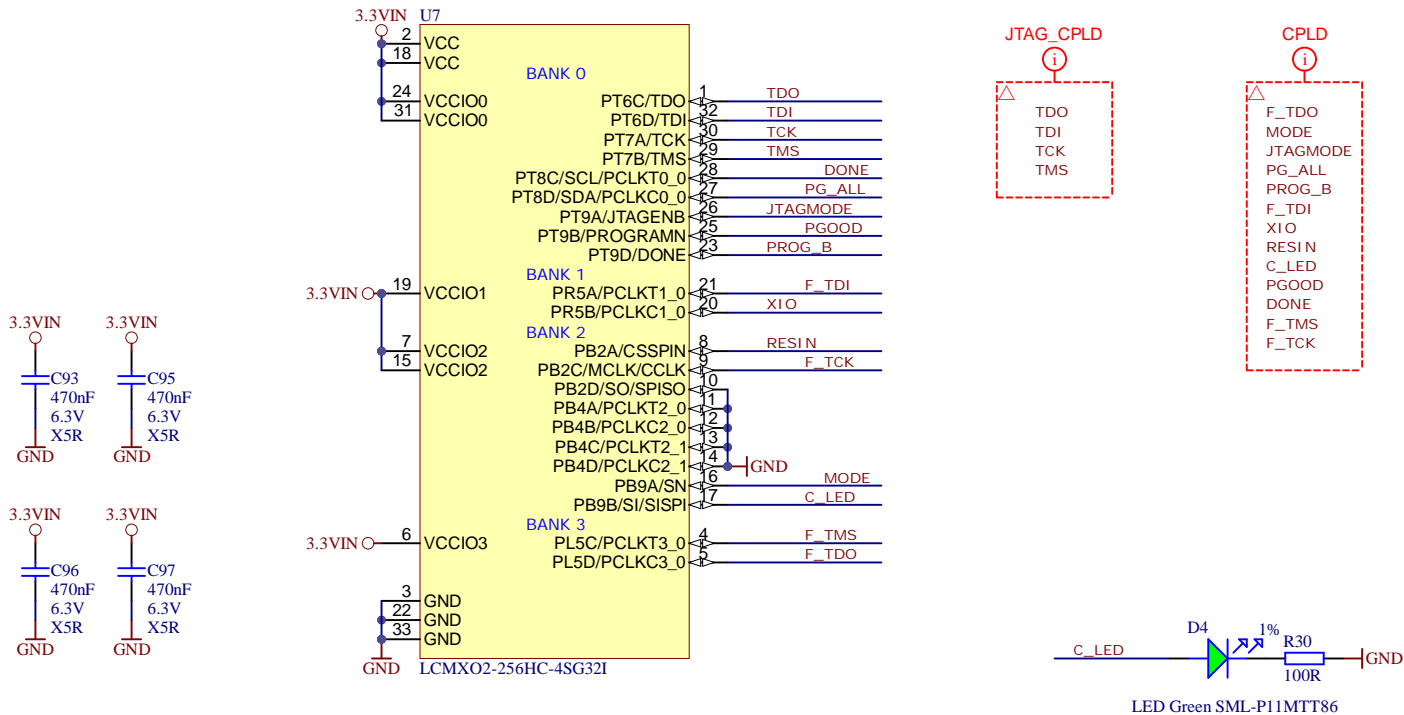 3.3VIN U7
2 VCC
18 VCC
24 VCCIO0
31 VCCIO0
BANK 0
PT6C/TDO 1 TDO
PT6D/TDI 32 TDI
PT7A/TCK 30 TCK
PT7B/TMS 29 TMS
PT8C/SCL/PCLKT0_0 28 DONE
PT8D/SDA/PCLKC0_0 27 PG_ALL
PT9A/JTAGENB 26 JTAGMODE
PT9B/PROGRAMN 25 PGOOD
PT9D/DONE 23 PROG_B
BANK 1
3.3VIN 19 VCCIO1
PR5A/PCLKT1_0 21 F_TDI
PR5B/PCLKC1_0 20 XIO
BANK 2
7 VCCIO2
15 VCCIO2
PB2A/CSSPIN 8 RESIN
PB2C/MCLK/CCLK 9 F_TCK
PB2D/SO/SPISO 10
PB4A/PCLKT2_0 11
PB4B/PCLKC2_0 12
PB4C/PCLKT2_1 13
PB4D/PCLKC2_1 14 GND
PB9A/SN 16 MODE
PB9B/SI/SISPI 17 C_LED
BANK 3
3.3VIN 6 VCCIO3
PL5C/PCLKT3_0 4 F_TMS
PL5D/PCLKC3_0 5 F_TDO
3 GND
22 GND
33 GND
GND
LCMXO2-256HC-4SG32I
3.3VIN
C93
470nF
6.3V
X5R
GND
3.3VIN
C95
470nF
6.3V
X5R
GND
3.3VIN
C96
470nF
6.3V
X5R
GND
3.3VIN
C97
470nF
6.3V
X5R
GND
JTAG_CPLD
i
TDO
TDI
TCK
TMS
CPLD
i
F_TDO
MODE
JTAGMODE
PG_ALL
PROG_B
F_TDI
XIO
RESIN
C_LED
PGOOD
DONE
F_TMS
F_TCK
C_LED
D4
1%
R30
100R
GND
LED Green SML-P11MTT86